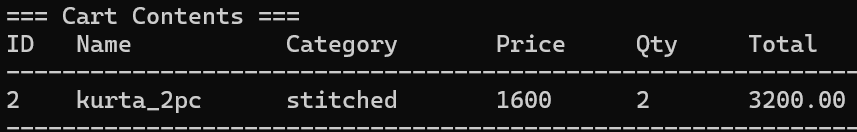 === Cart Contents ===
ID Name Category Price Qty Total
------------------------------------------------------------
2 kurta_2pc stitched 1600 2 3200.00
------------------------------------------------------------